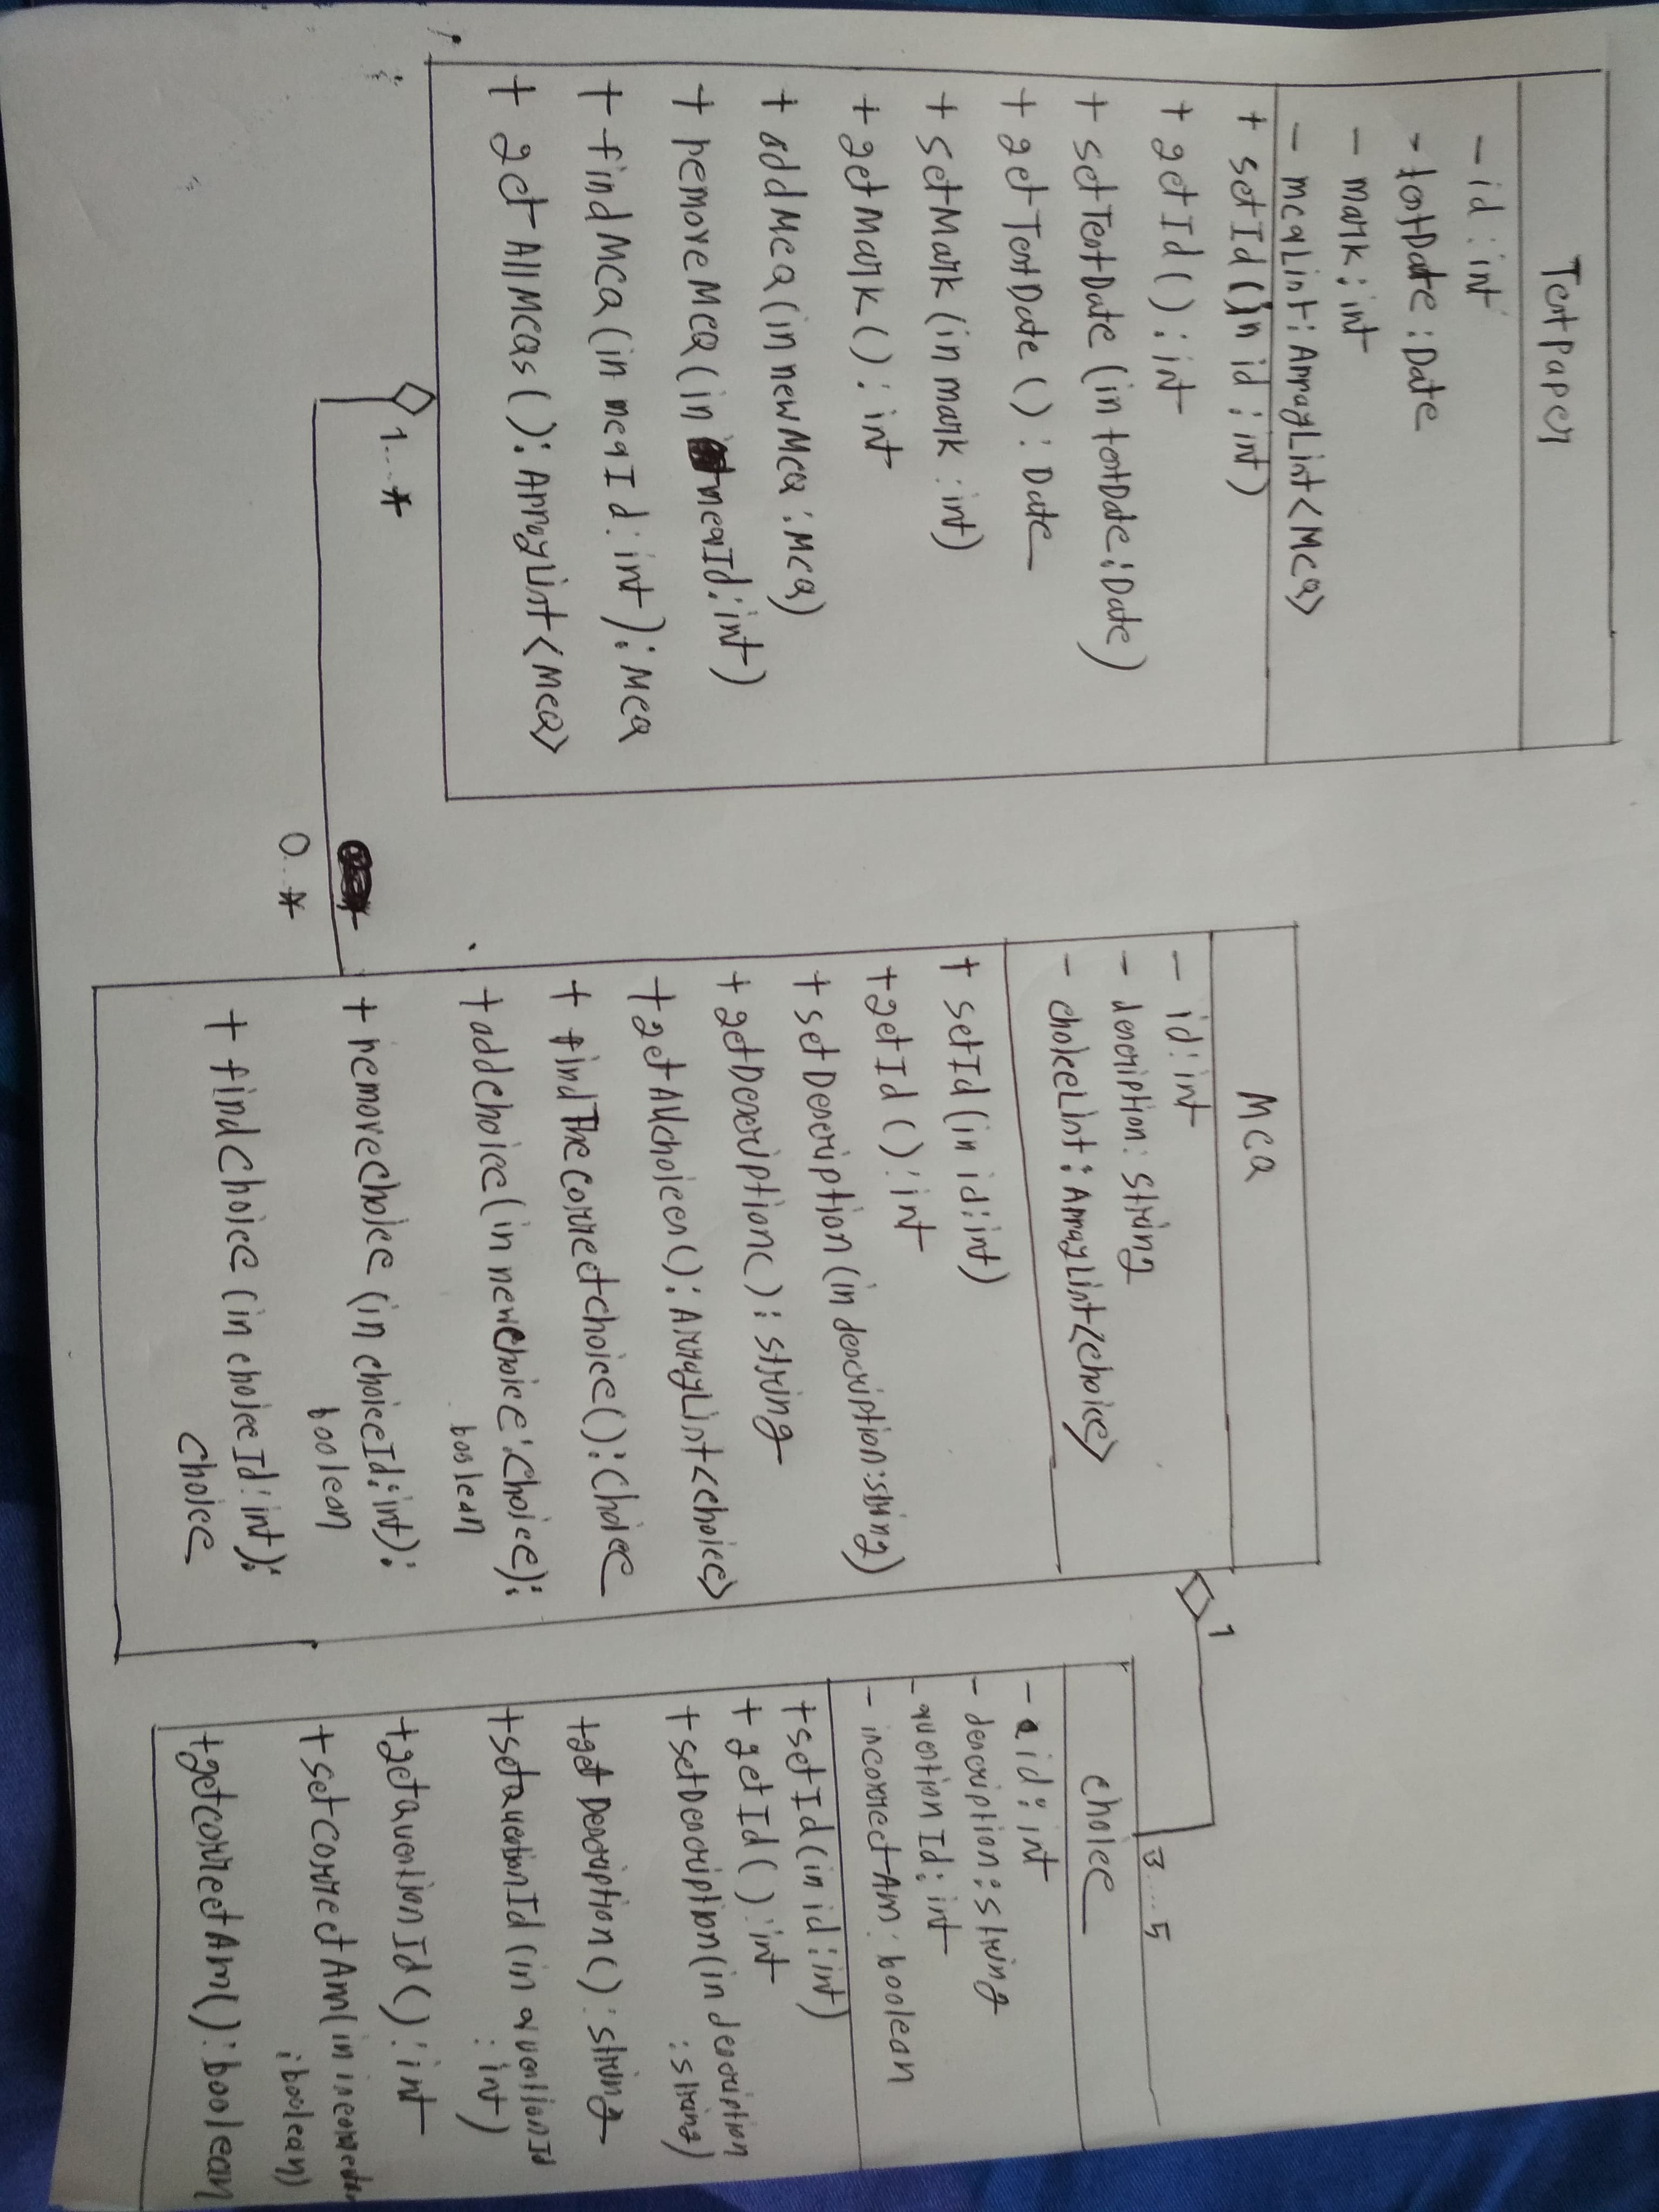 Testpaper
- id : int
- testDate : Date
- mark : int
- mcqList : ArrayList<MCQ>
+ setId (in id : int)
+ getId () : int
+ setTestDate (in testDate : Date)
+ getTestDate () : Date
+ setMark (in mark : int)
+ getMark () : int
+ addMCQ (in newMCQ : MCQ)
+ removeMCQ (in mcqId : int)
+ findMCQ (in mcqId : int) : MCQ
+ getAllMCQs () : ArrayList<MCQ>
1...*
0..*
MCQ
- id : int
- description : string
- choiceList : ArrayList<choice>
+ setId (in id : int)
+ getId () : int
+ setDescription (in description : string)
+ getDescription () : string
+ getAllchoices () : ArrayList<choice>
+ findThecorrectchoice () : Choice
+ addchoice (in newchoice : Choice) :
boolean
+ removechoice (in choiceId : int) :
boolean
+ findchoice (in choiceId : int) :
Choice
1
3....5
choice
- id : int
- description : string
- questionId : int
- incorrectAns : boolean
+ setId (in id : int)
+ getId () : int
+ setDescription (in description
: string)
+ getDescription () : string
+ setquestionId (in questionId
: int)
+ getquestionId () : int
+ setcorrectAns (in
: boolean)
+ getcorrectAns () : boolean